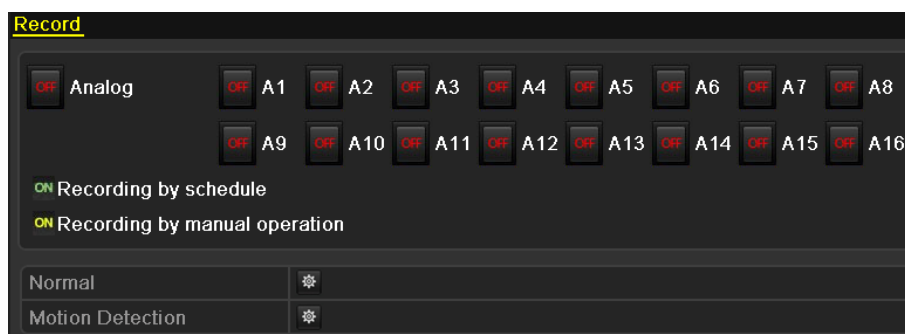 Record
OFF Analog OFF A1 OFF A2 OFF A3 OFF A4 OFF A5 OFF A6 OFF A7 OFF A8
OFF A9 OFF A10 OFF A11 OFF A12 OFF A13 OFF A14 OFF A15 OFF A16
ON Recording by schedule
ON Recording by manual operation
Normal
Motion Detection